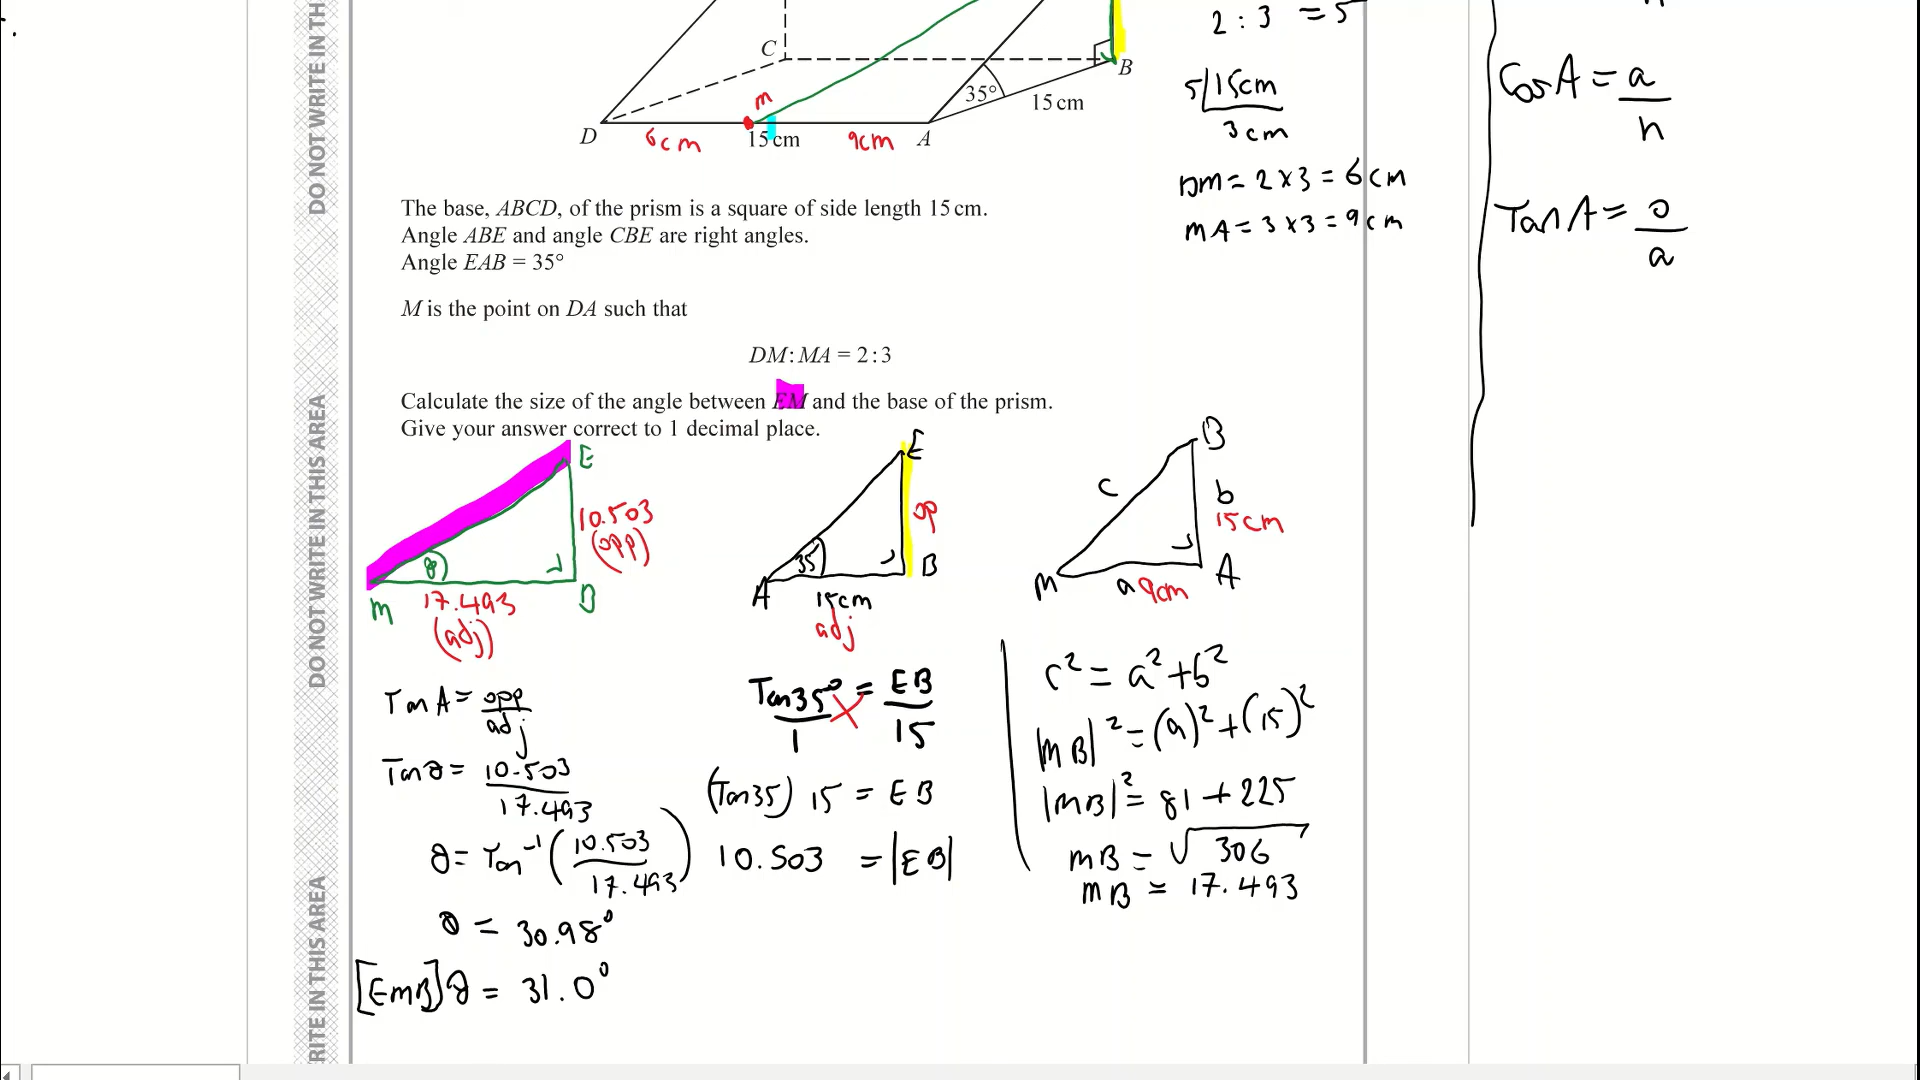 DO NOT WRITE IN TH
DO NOT WRITE IN THIS AREA
RITE IN THIS AREA
C
B
D
A
m
35°
15 cm
15 cm
6cm
9cm
2 : 3 = 5
5 15cm
3cm
DM = 2 × 3 = 6cm
MA = 3 × 3 = 9cm
Cos A = a/h
Tan A = o/a
The base, ABCD, of the prism is a square of side length 15 cm.
Angle ABE and angle CBE are right angles.
Angle EAB = 35°
M is the point on DA such that
DM : MA = 2 : 3
Calculate the size of the angle between EM and the base of the prism.
Give your answer correct to 1 decimal place.
E
10.503
(opp)
θ
m
17.493
(adj)
B
E
op
35
A
15cm
adj
B
B
c
b
15cm
M
a 9cm
A
Tan A = opp/adj
Tan θ = 10.503/17.493
θ = Tan⁻¹ (10.503/17.493)
θ = 30.98°
[EMB] θ = 31.0°
Tan35°/1 = EB/15
(Tan35) 15 = EB
10.503 = |EB|
c² = a² + b²
|MB|² = (9)² + (15)²
|MB|² = 81 + 225
MB = √306
MB = 17.493